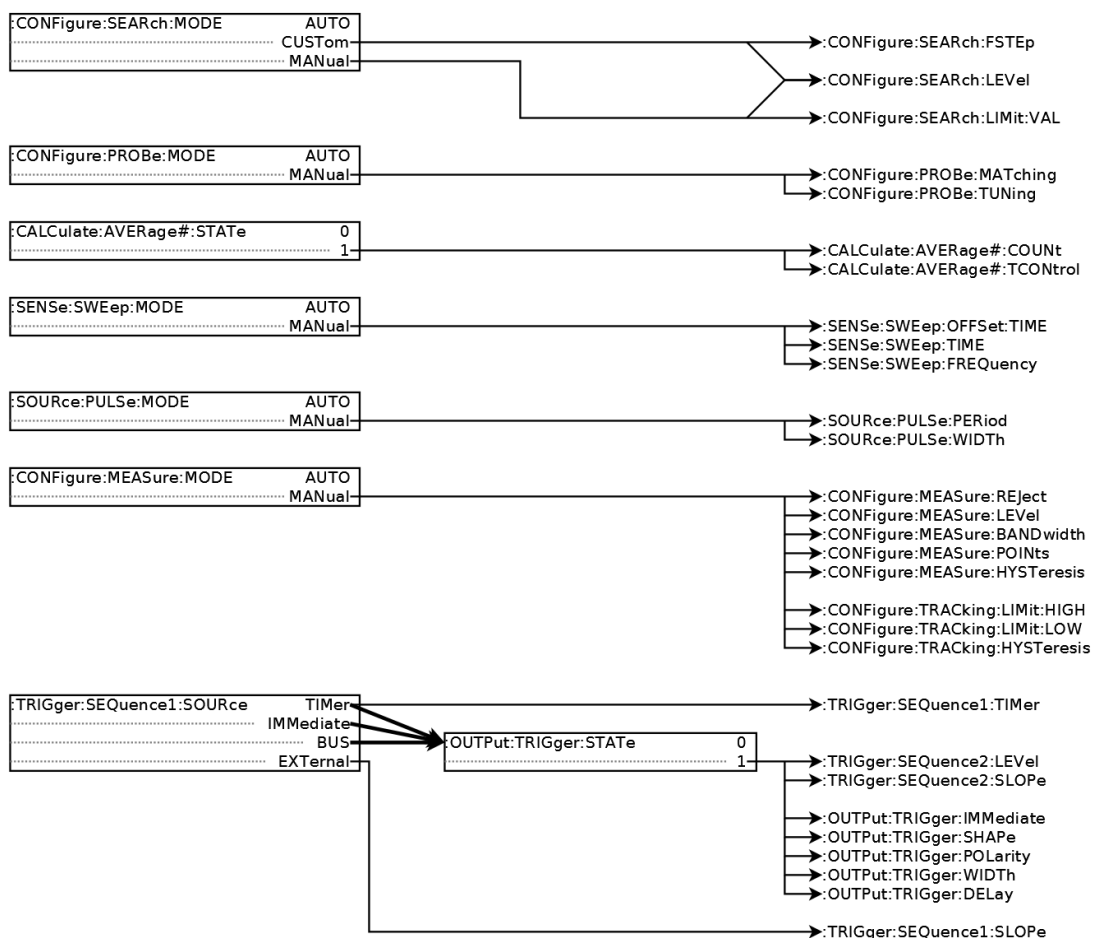 :CONFigure:SEARch:MODE AUTO
CUSTom :CONFigure:SEARch:FSTEp
MANual
:CONFigure:SEARch:LEVel
:CONFigure:SEARch:LIMit:VAL
:CONFigure:PROBe:MODE AUTO
MANual :CONFigure:PROBe:MATching
:CONFigure:PROBe:TUNing
:CALCulate:AVERage#:STATe 0
1 :CALCulate:AVERage#:COUNt
:CALCulate:AVERage#:TCONtrol
:SENSe:SWEep:MODE AUTO
MANual :SENSe:SWEep:OFFSet:TIME
:SENSe:SWEep:TIME
:SENSe:SWEep:FREQuency
:SOURce:PULSe:MODE AUTO
MANual :SOURce:PULSe:PERiod
:SOURce:PULSe:WIDTh
:CONFigure:MEASure:MODE AUTO
MANual :CONFigure:MEASure:REJect
:CONFigure:MEASure:LEVel
:CONFigure:MEASure:BANDwidth
:CONFigure:MEASure:POINts
:CONFigure:MEASure:HYSTeresis
:CONFigure:TRACking:LIMit:HIGH
:CONFigure:TRACking:LIMit:LOW
:CONFigure:TRACking:HYSTeresis
:TRIGger:SEQuence1:SOURce TIMer :TRIGger:SEQuence1:TIMer
IMMediate
BUS :OUTPut:TRIGger:STATe 0
EXTernal 1 :TRIGger:SEQuence2:LEVel
:TRIGger:SEQuence2:SLOPe
:OUTPut:TRIGger:IMMediate
:OUTPut:TRIGger:SHAPe
:OUTPut:TRIGger:POLarity
:OUTPut:TRIGger:WIDTh
:OUTPut:TRIGger:DELay
:TRIGger:SEQuence1:SLOPe